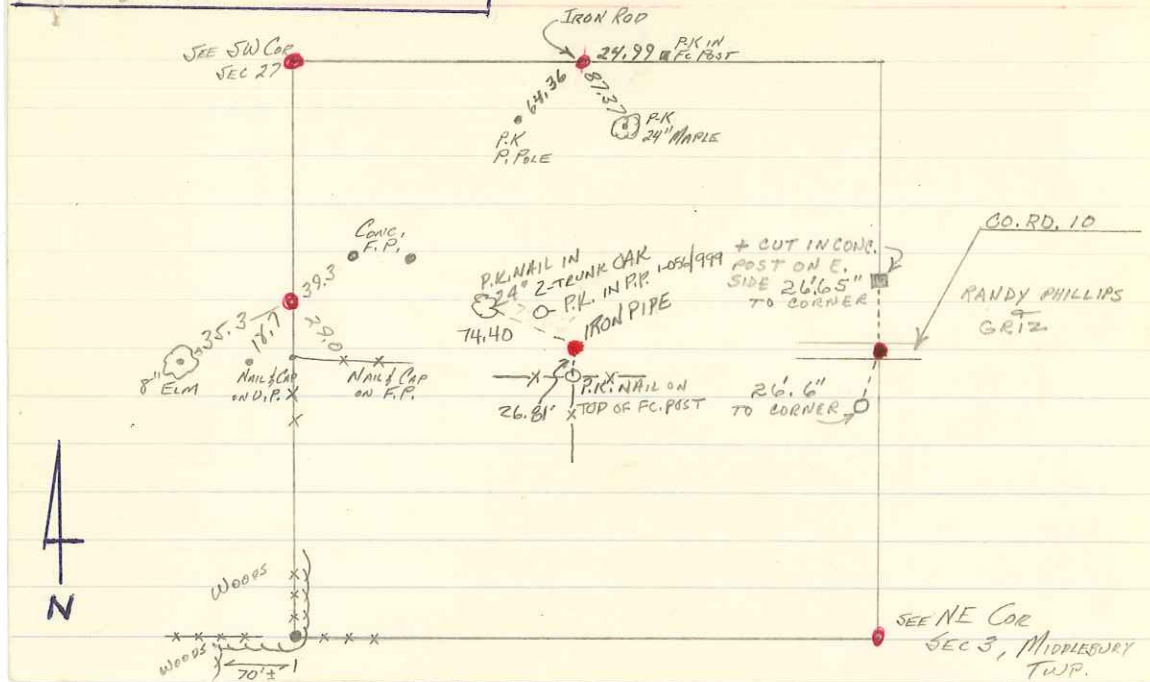 IRON ROD
SEE SW COR
SEC 27
24.99
P.K IN
FC POST
64.36
87.37
P.K
P. POLE
P.K
24" MAPLE
CONC.
F.P.
39.3
35.3
18.7
29.0
8" ELM
NAIL & CAP
ON U.P.
NAIL & CAP
ON F.P.
P.K. NAIL IN
24" 2-TRUNK OAK
P.K. IN P.P. 1-056/999
74.40
IRON PIPE
26.81'
P.K. NAIL ON
TOP OF FC. POST
+ CUT IN CONC.
POST ON E.
SIDE 26'.65"
TO CORNER
CO. RD. 10
RANDY PHILLIPS
&
GRIZ
26'.6"
TO CORNER
N
WOODS
WOODS
70'±
SEE NE COR
SEC 3, MIDDLEBURY
TWP.